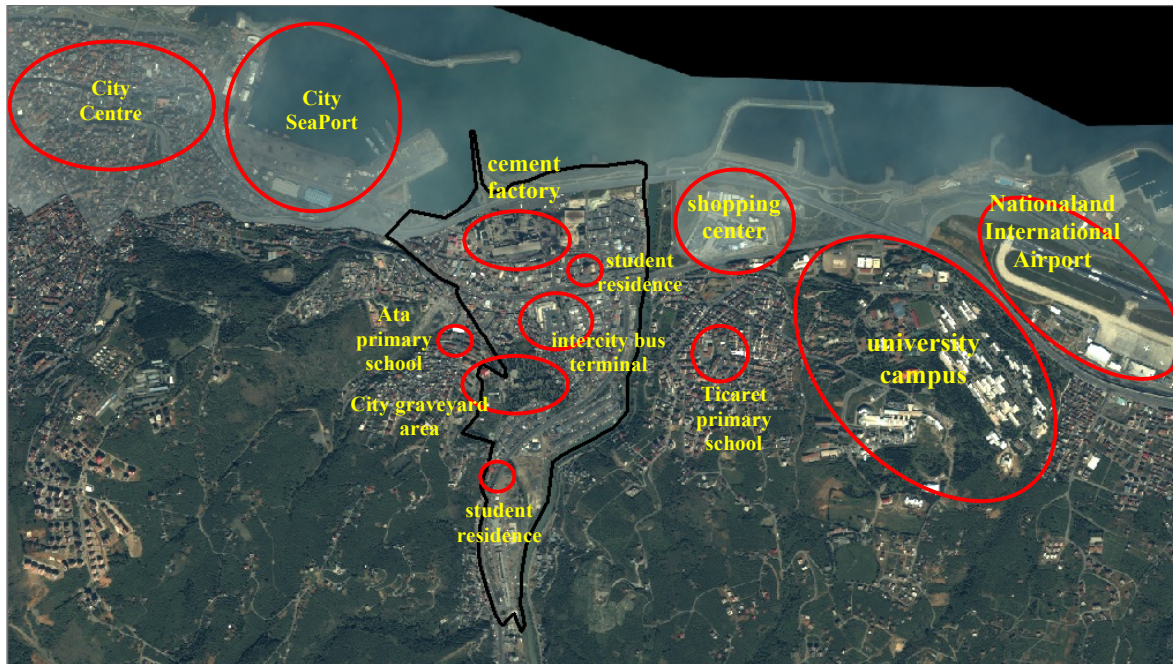 City
Centre
City
SeaPort
cement
factory
shopping
center
Nationaland
International
Airport
student
residence
Ata
primary
school
intercity bus
terminal
university
campus
City graveyard
area
Ticaret
primary
school
student
residence